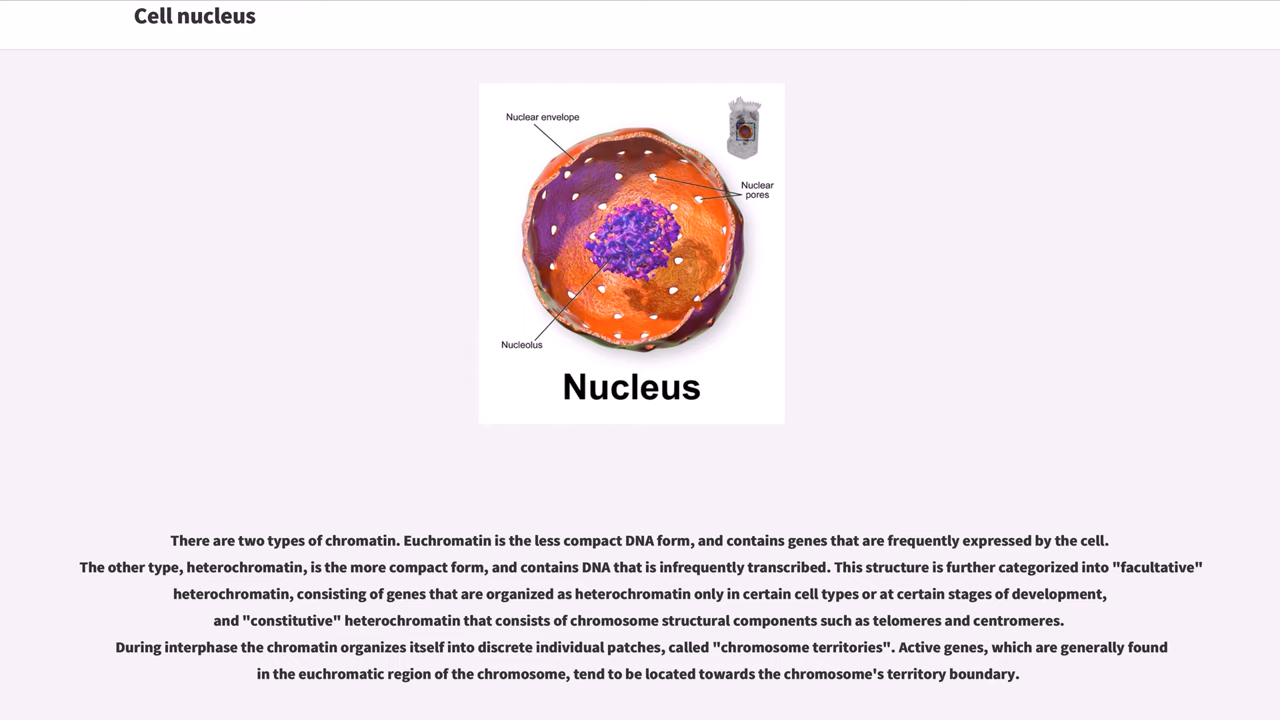 Cell nucleus
Nuclear envelope
Nuclear
pores
Nucleolus
Nucleus
There are two types of chromatin. Euchromatin is the less compact DNA form, and contains genes that are frequently expressed by the cell.
The other type, heterochromatin, is the more compact form, and contains DNA that is infrequently transcribed. This structure is further categorized into "facultative"
heterochromatin, consisting of genes that are organized as heterochromatin only in certain cell types or at certain stages of development,
and "constitutive" heterochromatin that consists of chromosome structural components such as telomeres and centromeres.
During interphase the chromatin organizes itself into discrete individual patches, called "chromosome territories". Active genes, which are generally found
in the euchromatic region of the chromosome, tend to be located towards the chromosome's territory boundary.